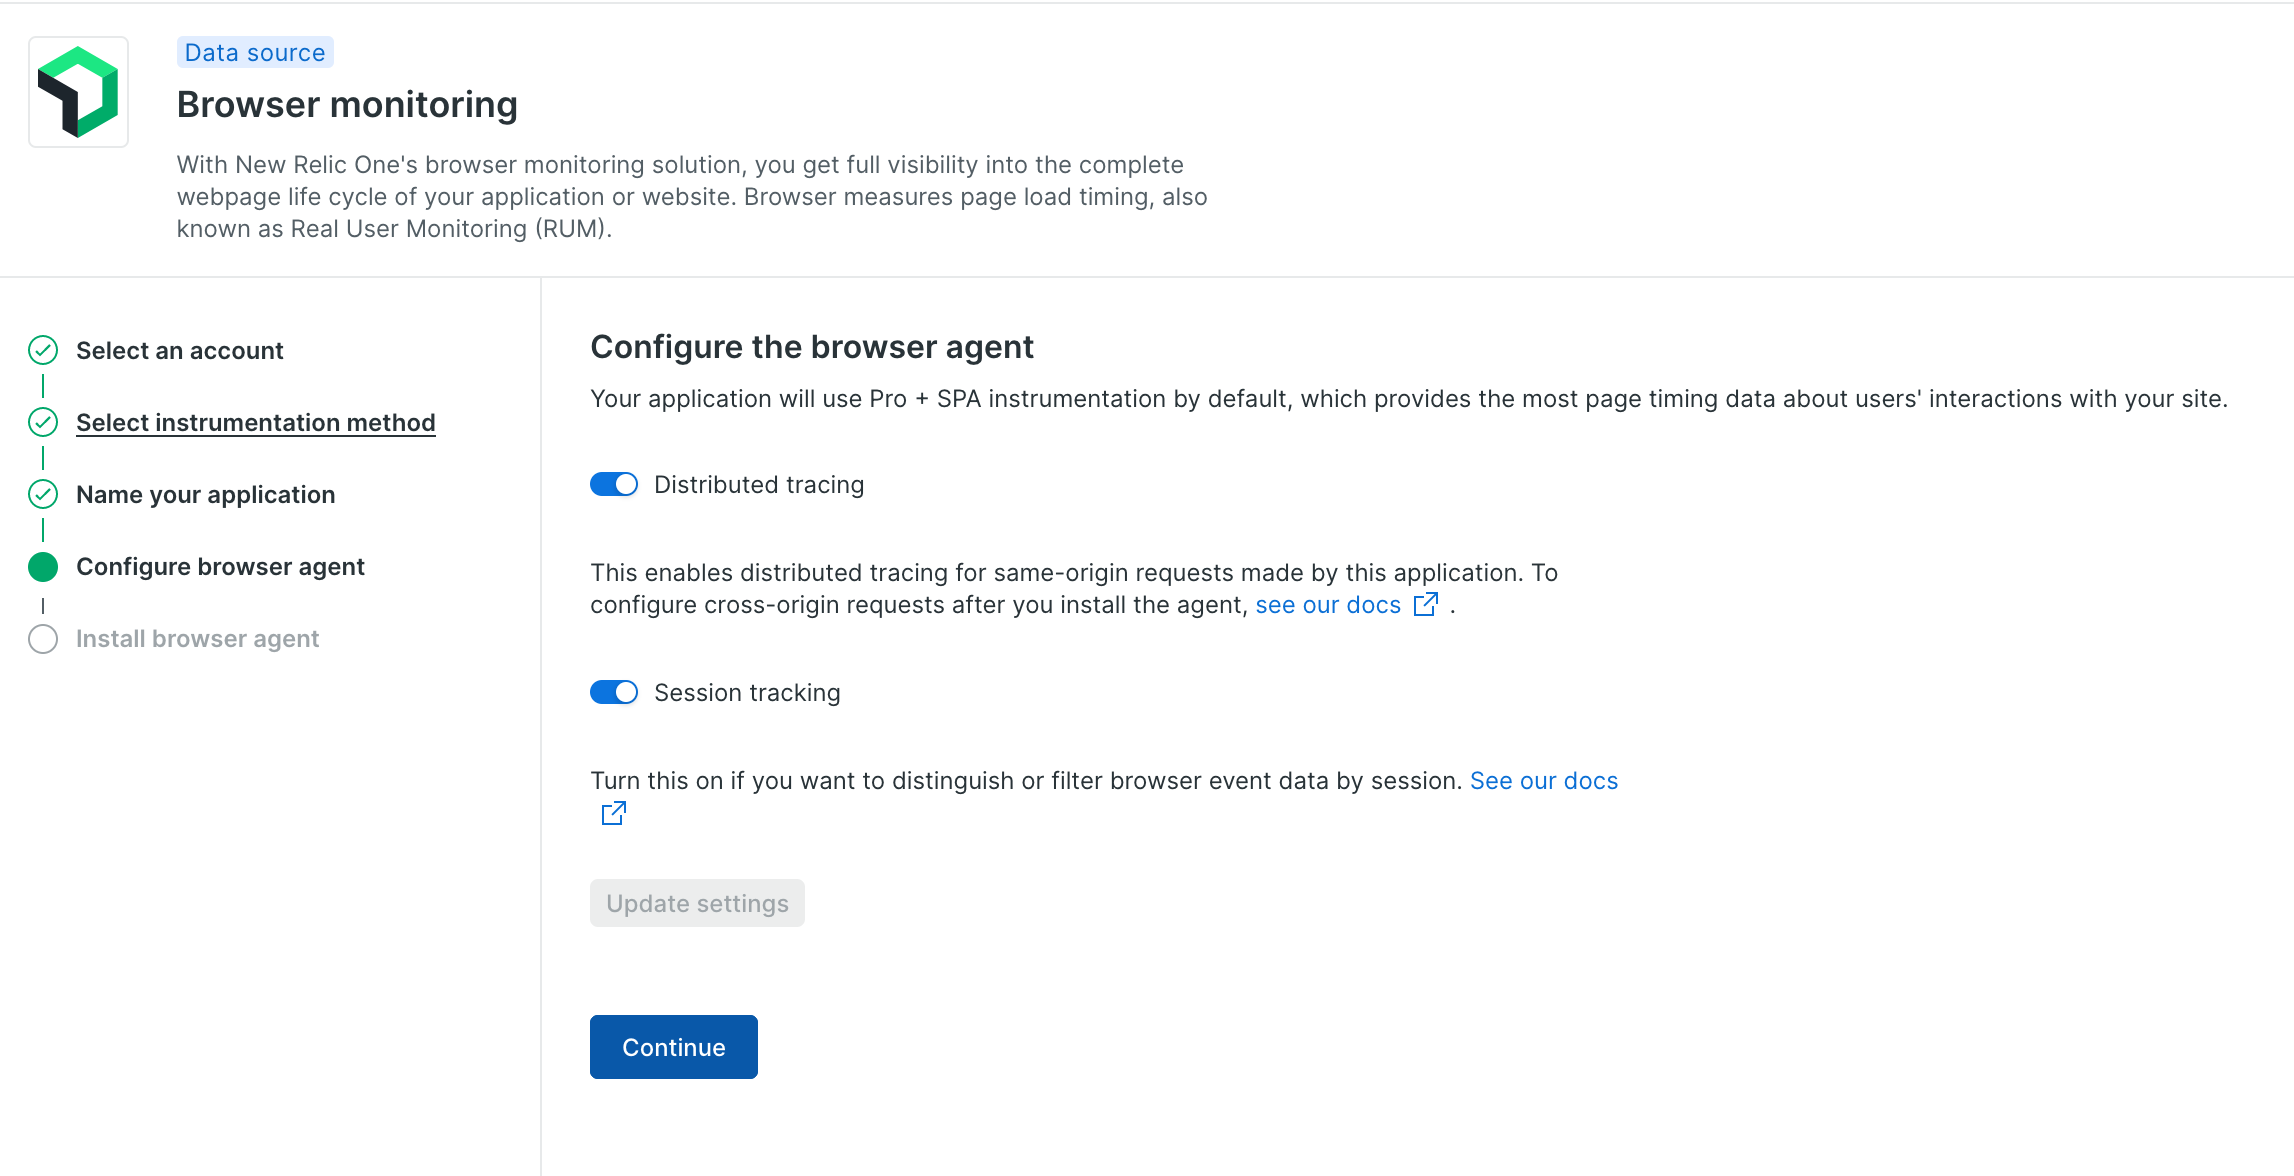 Data source
Browser monitoring
With New Relic One's browser monitoring solution, you get full visibility into the complete
webpage life cycle of your application or website. Browser measures page load timing, also
known as Real User Monitoring (RUM).
Select an account
Select instrumentation method
Name your application
Configure browser agent
Install browser agent
Configure the browser agent
Your application will use Pro + SPA instrumentation by default, which provides the most page timing data about users' interactions with your site.
Distributed tracing
This enables distributed tracing for same-origin requests made by this application. To
configure cross-origin requests after you install the agent, see our docs .
Session tracking
Turn this on if you want to distinguish or filter browser event data by session. See our docs
Update settings
Continue